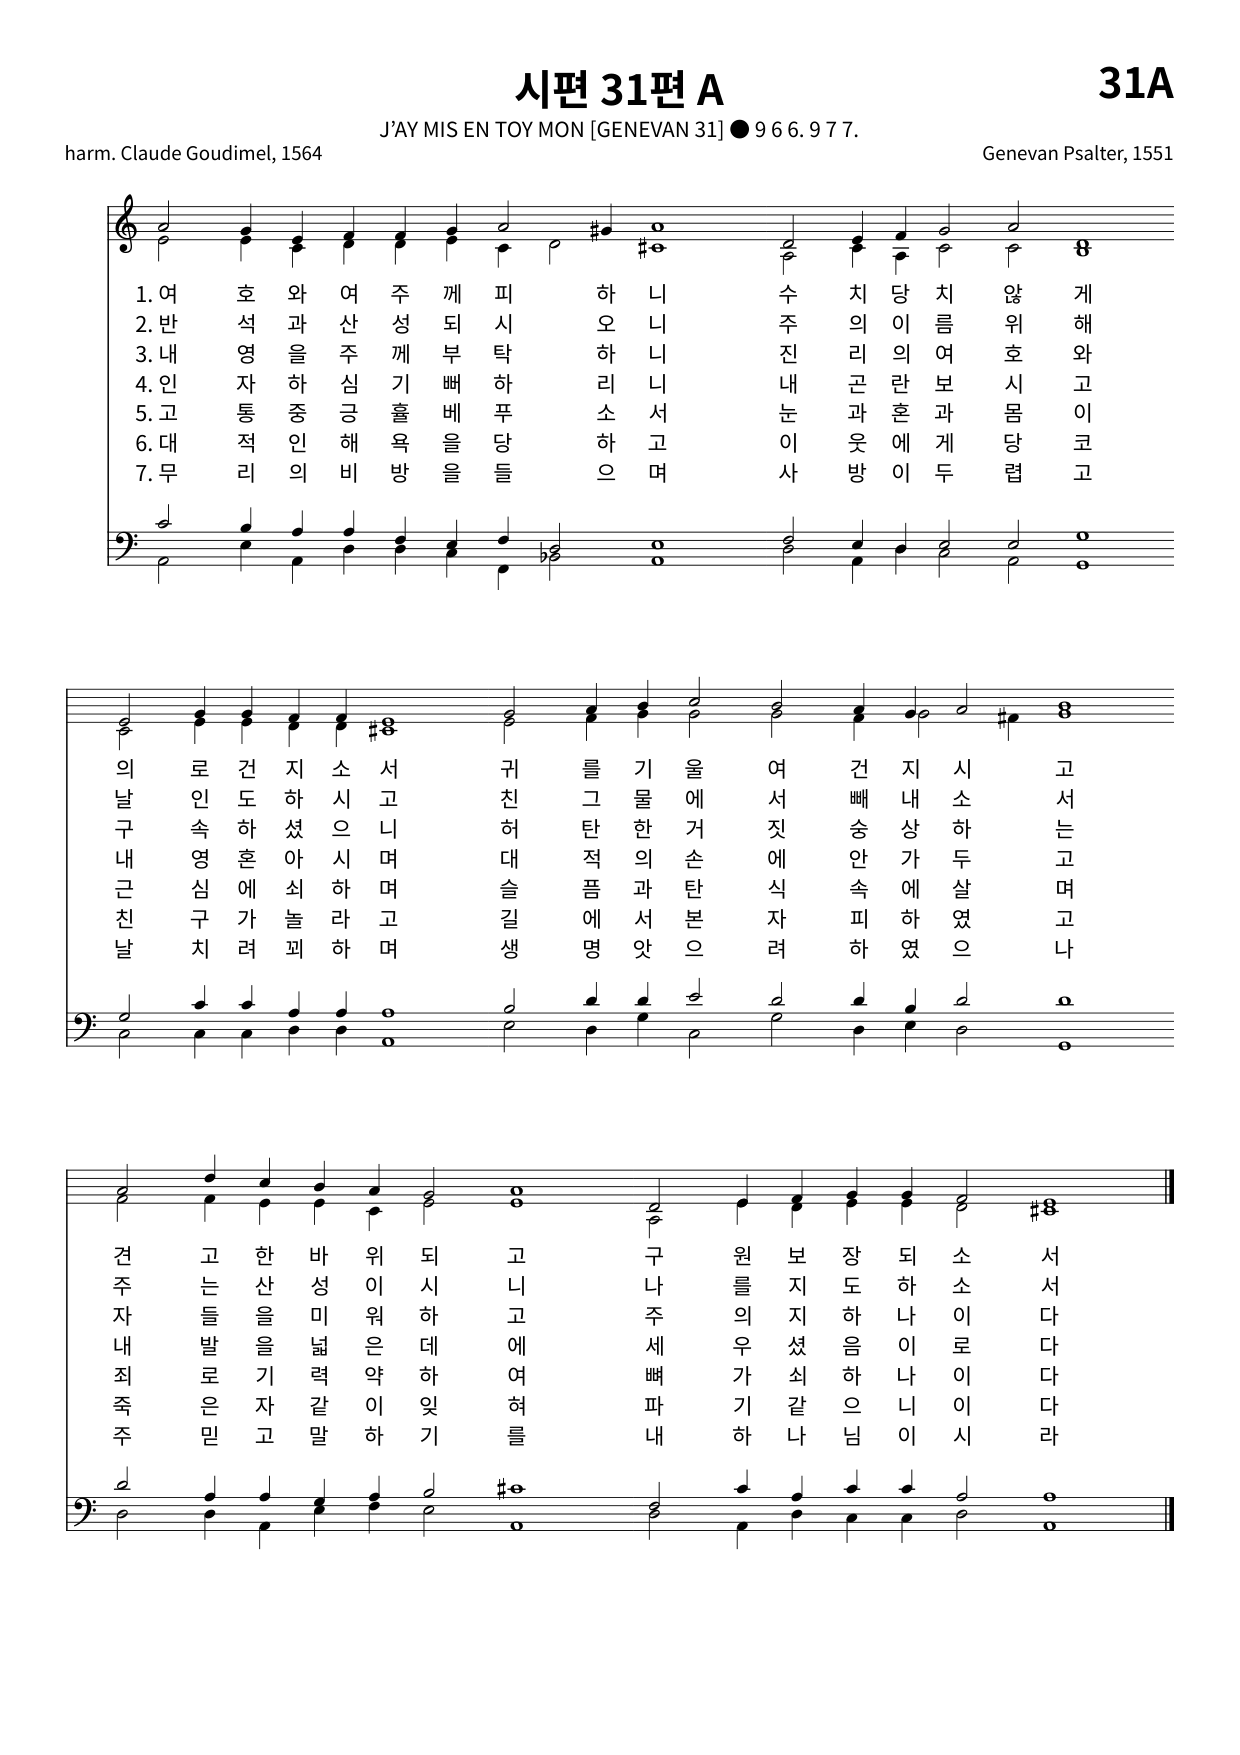 시편 31편 A
31A
J’AY MIS EN TOY MON [GENEVAN 31] ● 9 6 6. 9 7 7.
harm. Claude Goudimel, 1564
Genevan Psalter, 1551
1. 여 호 와 여 주 께 피 하 니 수 치 당 치 않 게
2. 반 석 과 산 성 되 시 오 니 주 의 이 름 위 해
3. 내 영 을 주 께 부 탁 하 니 진 리 의 여 호 와
4. 인 자 하 심 기 뻐 하 리 니 내 곤 란 보 시 고
5. 고 통 중 긍 휼 베 푸 소 서 눈 과 혼 과 몸 이
6. 대 적 인 해 욕 을 당 하 고 이 웃 에 게 당 코
7. 무 리 의 비 방 을 들 으 며 사 방 이 두 렵 고
의 로 건 지 소 서 귀 를 기 울 여 건 지 시 고
날 인 도 하 시 고 친 그 물 에 서 빼 내 소 서
구 속 하 셨 으 니 허 탄 한 거 짓 숭 상 하 는
내 영 혼 아 시 며 대 적 의 손 에 안 가 두 고
근 심 에 쇠 하 며 슬 픔 과 탄 식 속 에 살 며
친 구 가 놀 라 고 길 에 서 본 자 피 하 였 고
날 치 려 꾀 하 며 생 명 앗 으 려 하 였 으 나
견 고 한 바 위 되 고 구 원 보 장 되 소 서
주 는 산 성 이 시 니 나 를 지 도 하 소 서
자 들 을 미 워 하 고 주 의 지 하 나 이 다
내 발 을 넓 은 데 에 세 우 셨 음 이 로 다
죄 로 기 력 약 하 여 뼈 가 쇠 하 나 이 다
죽 은 자 같 이 잊 혀 파 기 같 으 니 이 다
주 믿 고 말 하 기 를 내 하 나 님 이 시 라